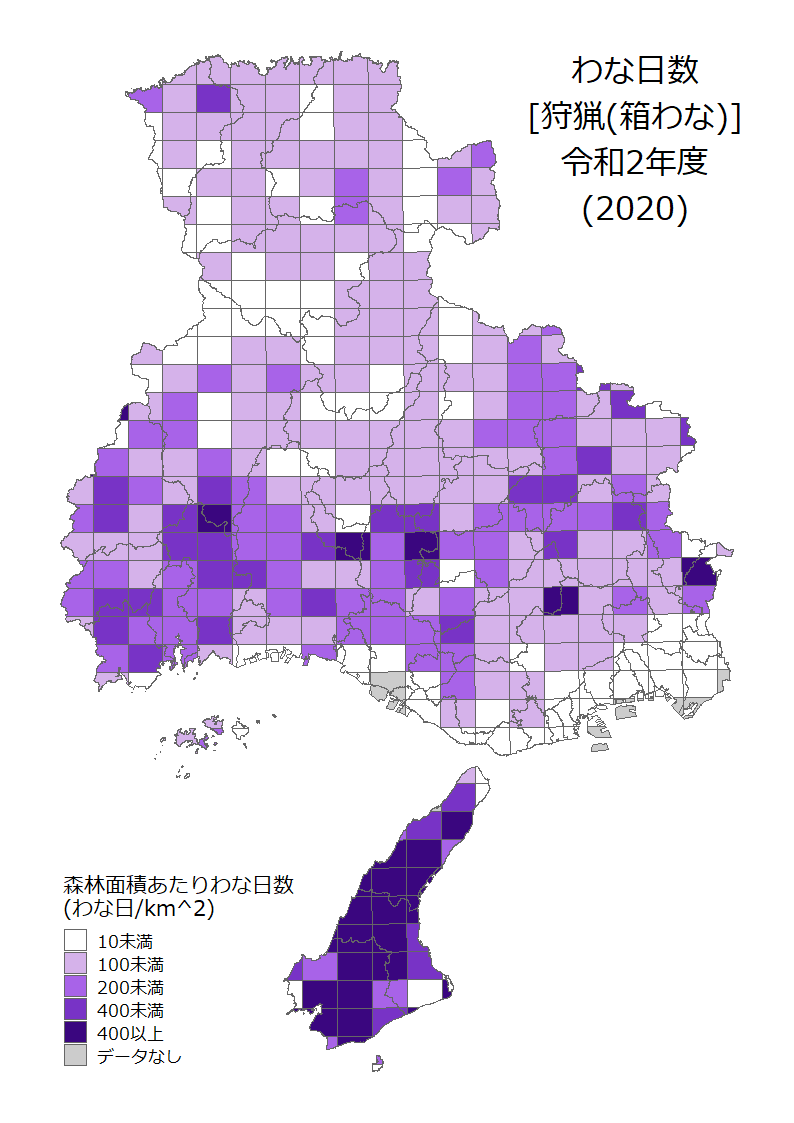 わな日数
[狩猟(箱わな)]
令和2年度
(2020)
森林面積あたりわな日数
(わな日/km^2)
10未満
100未満
200未満
400未満
400以上
データなし